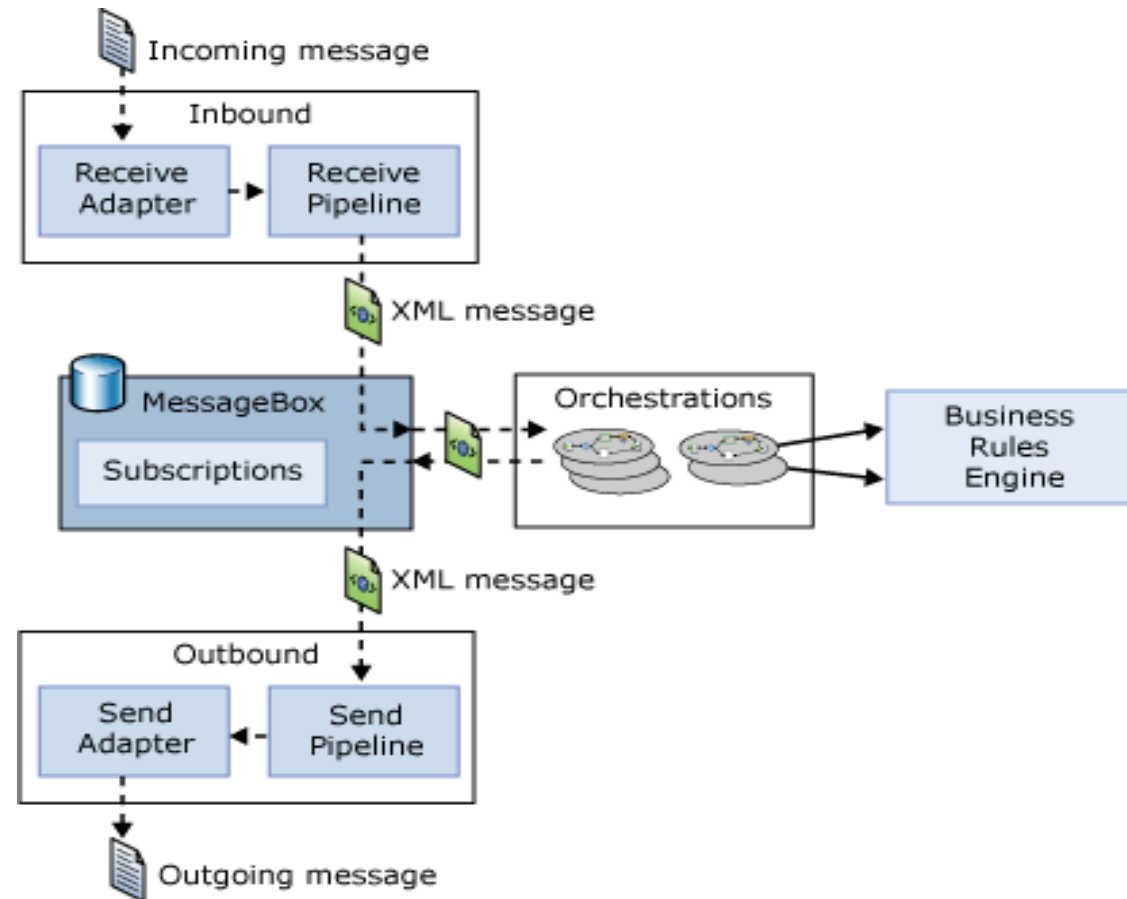 Incoming message
Inbound
Receive
Adapter
Receive
Pipeline
XML message
MessageBox
Subscriptions
Orchestrations
Business
Rules
Engine
XML message
Outbound
Send
Adapter
Send
Pipeline
Outgoing message